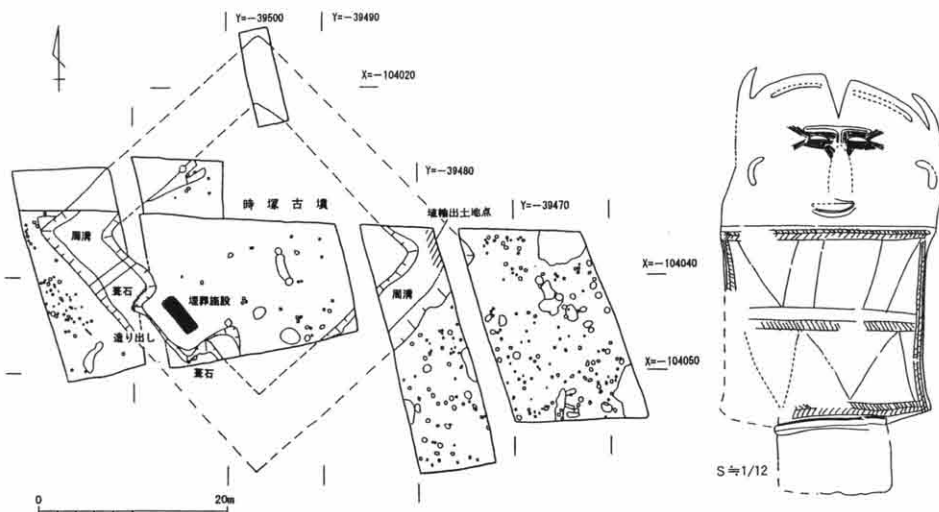 Y=−39500
Y=−39490
X=−104020
Y=−39480
時塚古墳
埴輪出土地点
Y=−39470
周溝
周溝
X=−104040
葺石
埋葬施設
造り出し
葺石
X=−104050
S≒1/12
0 20m